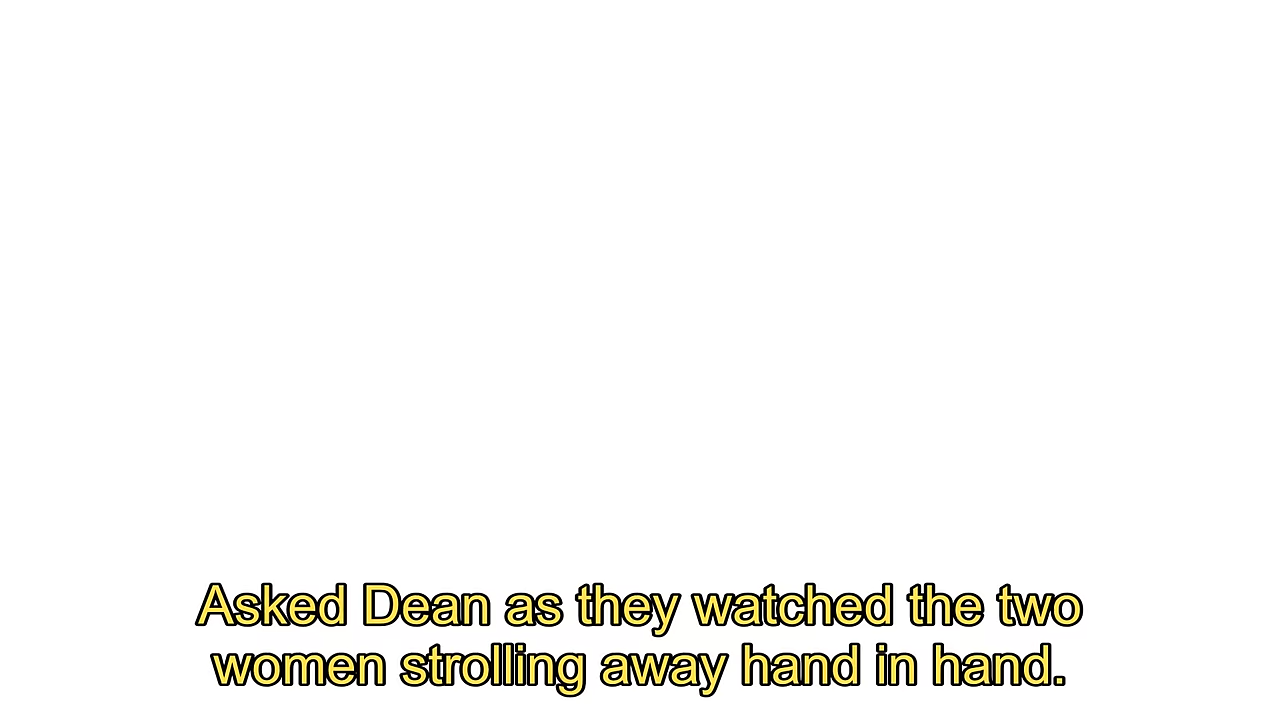 Asked Dean as they watched the two
women strolling away hand in hand.